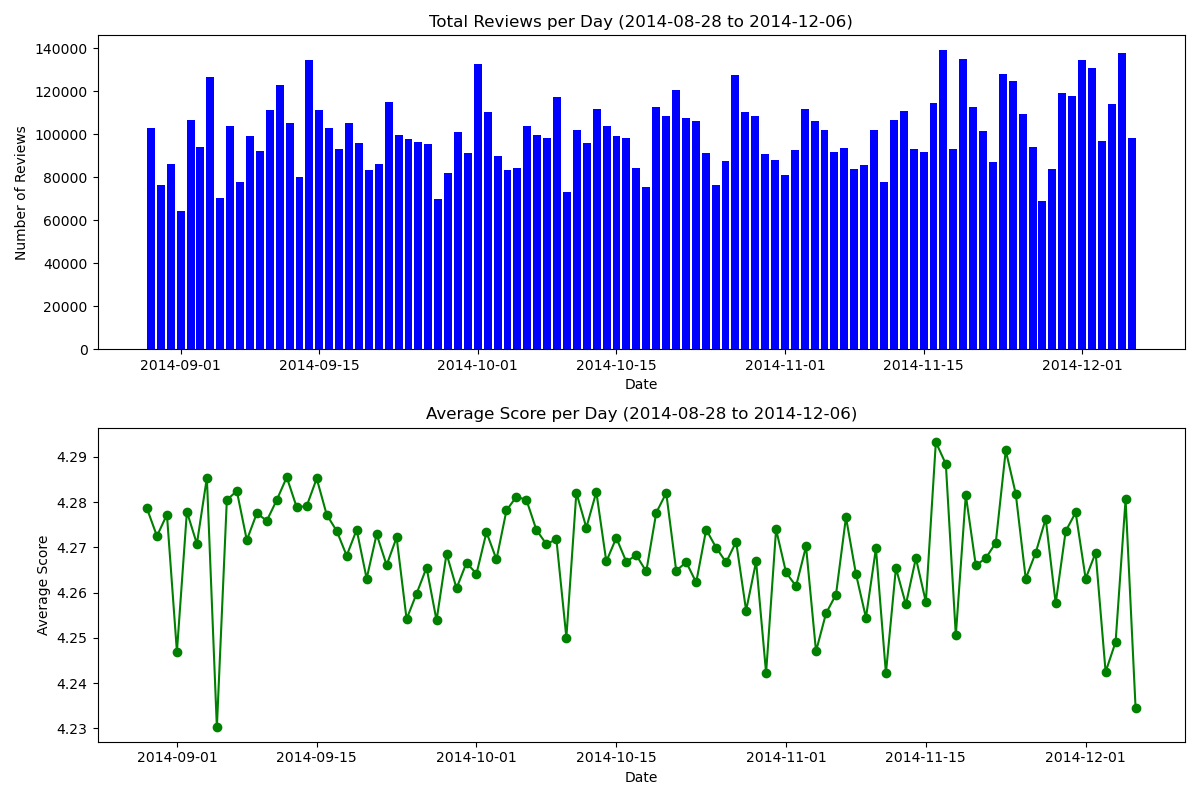 Total Reviews per Day (2014-08-28 to 2014-12-06)
Number of Reviews
140000
120000
100000
80000
60000
40000
20000
0
2014-09-01 2014-09-15 2014-10-01 2014-10-15 2014-11-01 2014-11-15 2014-12-01
Date
Average Score per Day (2014-08-28 to 2014-12-06)
Average Score
4.29
4.28
4.27
4.26
4.25
4.24
4.23
2014-09-01 2014-09-15 2014-10-01 2014-10-15 2014-11-01 2014-11-15 2014-12-01
Date